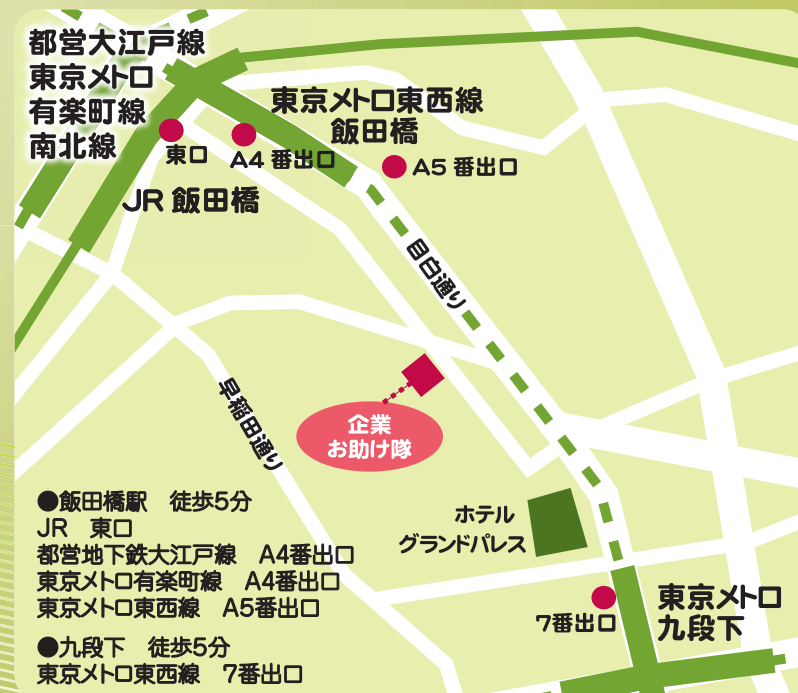 都営大江戸線
東京メトロ
有楽町線
南北線
東口
A4 番出口
JR 飯田橋
東京メトロ東西線
飯田橋
A5 番出口
目白通り
早稲田通り
企業
お助け隊
ホテル
グランドパレス
7番出口
東京メトロ
九段下
●飯田橋駅　徒歩5分
JR　東口
都営地下鉄大江戸線　A4番出口
東京メトロ有楽町線　A4番出口
東京メトロ東西線　A5番出口
●九段下　徒歩5分
東京メトロ東西線　7番出口